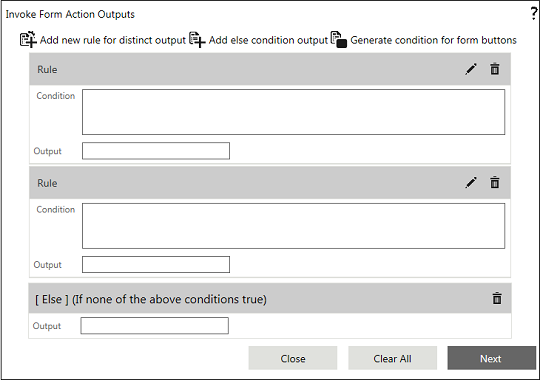 Invoke Form Action Outputs ?
Add new rule for distinct output Add else condition output Generate condition for form buttons
Rule
Condition
Output
Rule
Condition
Output
[ Else ] (If none of the above conditions true)
Output
Close Clear All Next